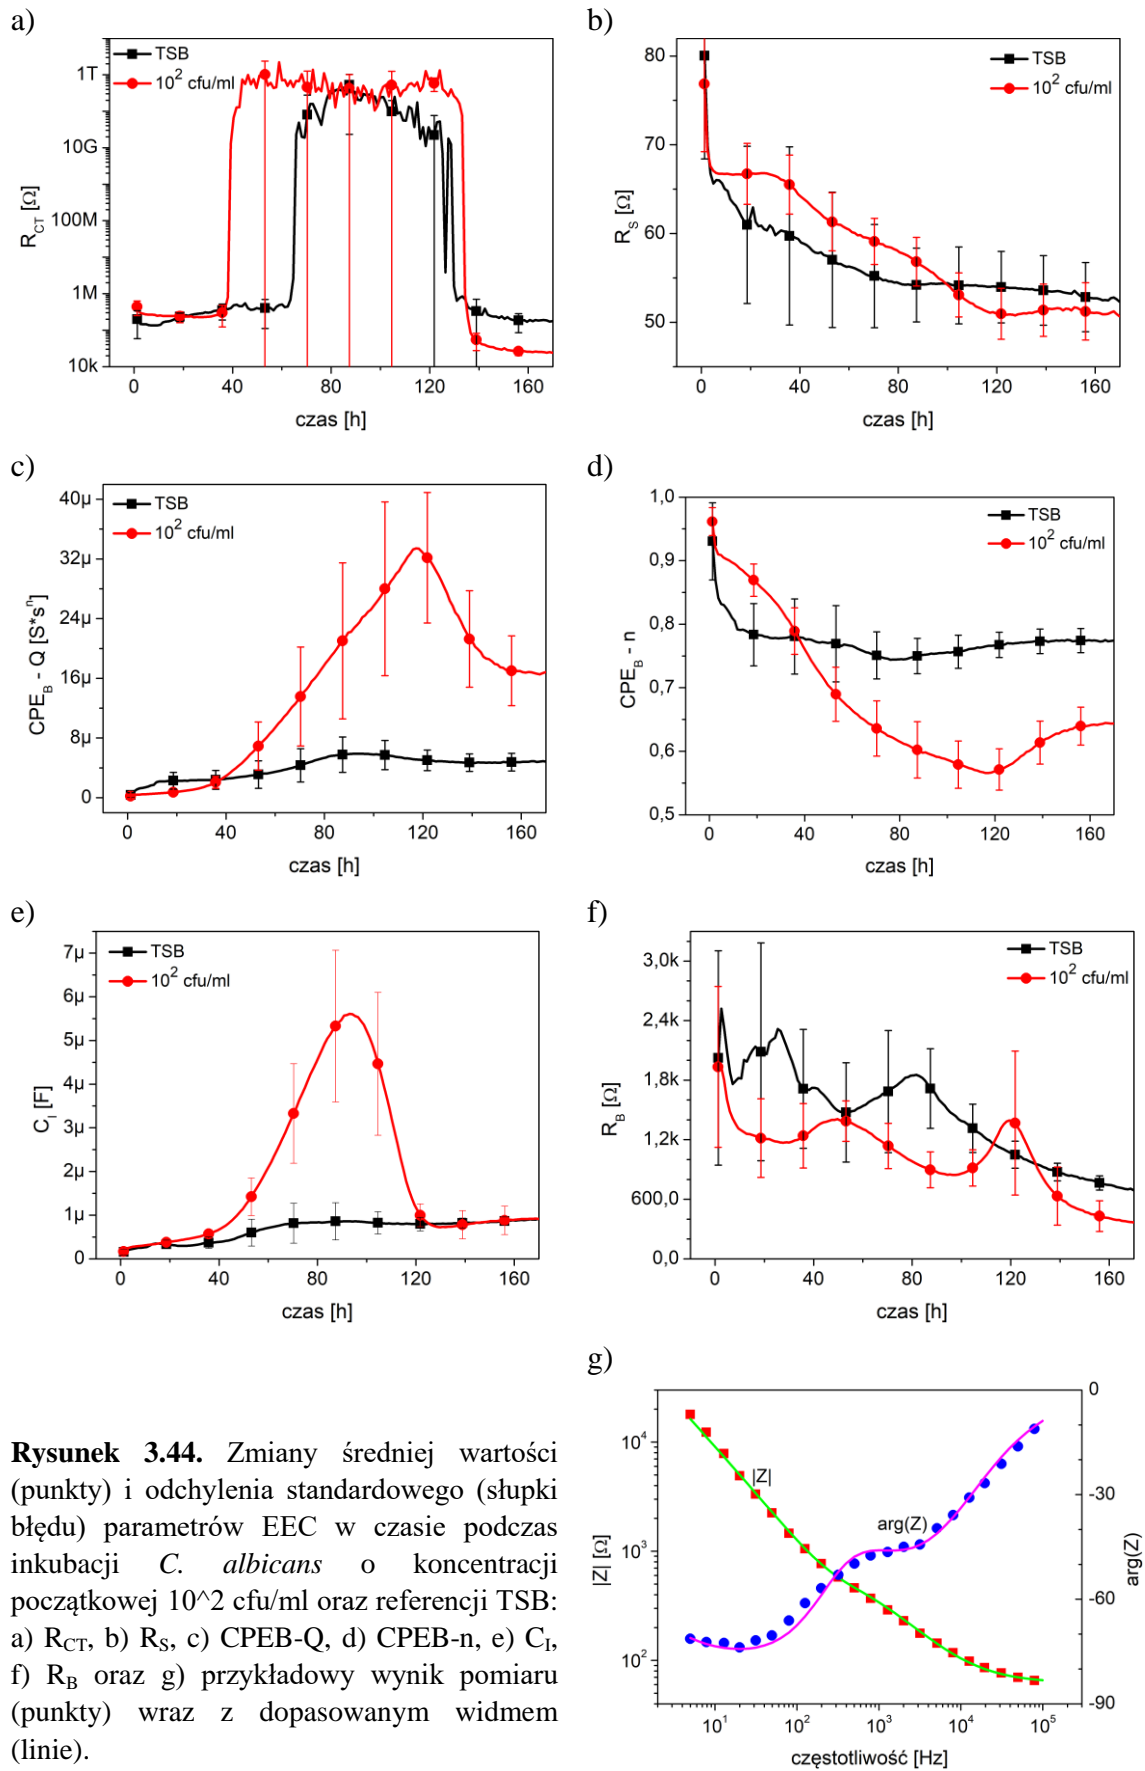 a)
TSB
10² cfu/ml
1T
10G
100M
1M
10k
R_CT [Ω]
0 40 80 120 160
czas [h]
b)
TSB
10² cfu/ml
80
70
60
50
R_S [Ω]
0 40 80 120 160
czas [h]
c)
TSB
10² cfu/ml
40µ
32µ
24µ
16µ
8µ
0
CPE_B - Q [S*sⁿ]
0 40 80 120 160
czas [h]
d)
TSB
10² cfu/ml
1,0
0,9
0,8
0,7
0,6
0,5
CPE_B - n
0 40 80 120 160
czas [h]
e)
TSB
10² cfu/ml
7µ
6µ
5µ
4µ
3µ
2µ
1µ
0
C_I [F]
0 40 80 120 160
czas [h]
f)
TSB
10² cfu/ml
3,0k
2,4k
1,8k
1,2k
600,0
0,0
R_B [Ω]
0 40 80 120 160
czas [h]
g)
|Z|
arg(Z)
10⁴
10³
10²
|Z| [Ω]
0
-30
-60
-90
arg(Z)
10¹ 10² 10³ 10⁴ 10⁵
częstotliwość [Hz]
Rysunek 3.44. Zmiany średniej wartości
(punkty) i odchylenia standardowego (słupki
błędu) parametrów EEC w czasie podczas
inkubacji C. albicans o koncentracji
początkowej 10^2 cfu/ml oraz referencji TSB:
a) R_CT, b) R_S, c) CPEB-Q, d) CPEB-n, e) C_I,
f) R_B oraz g) przykładowy wynik pomiaru
(punkty) wraz z dopasowanym widmem
(linie).